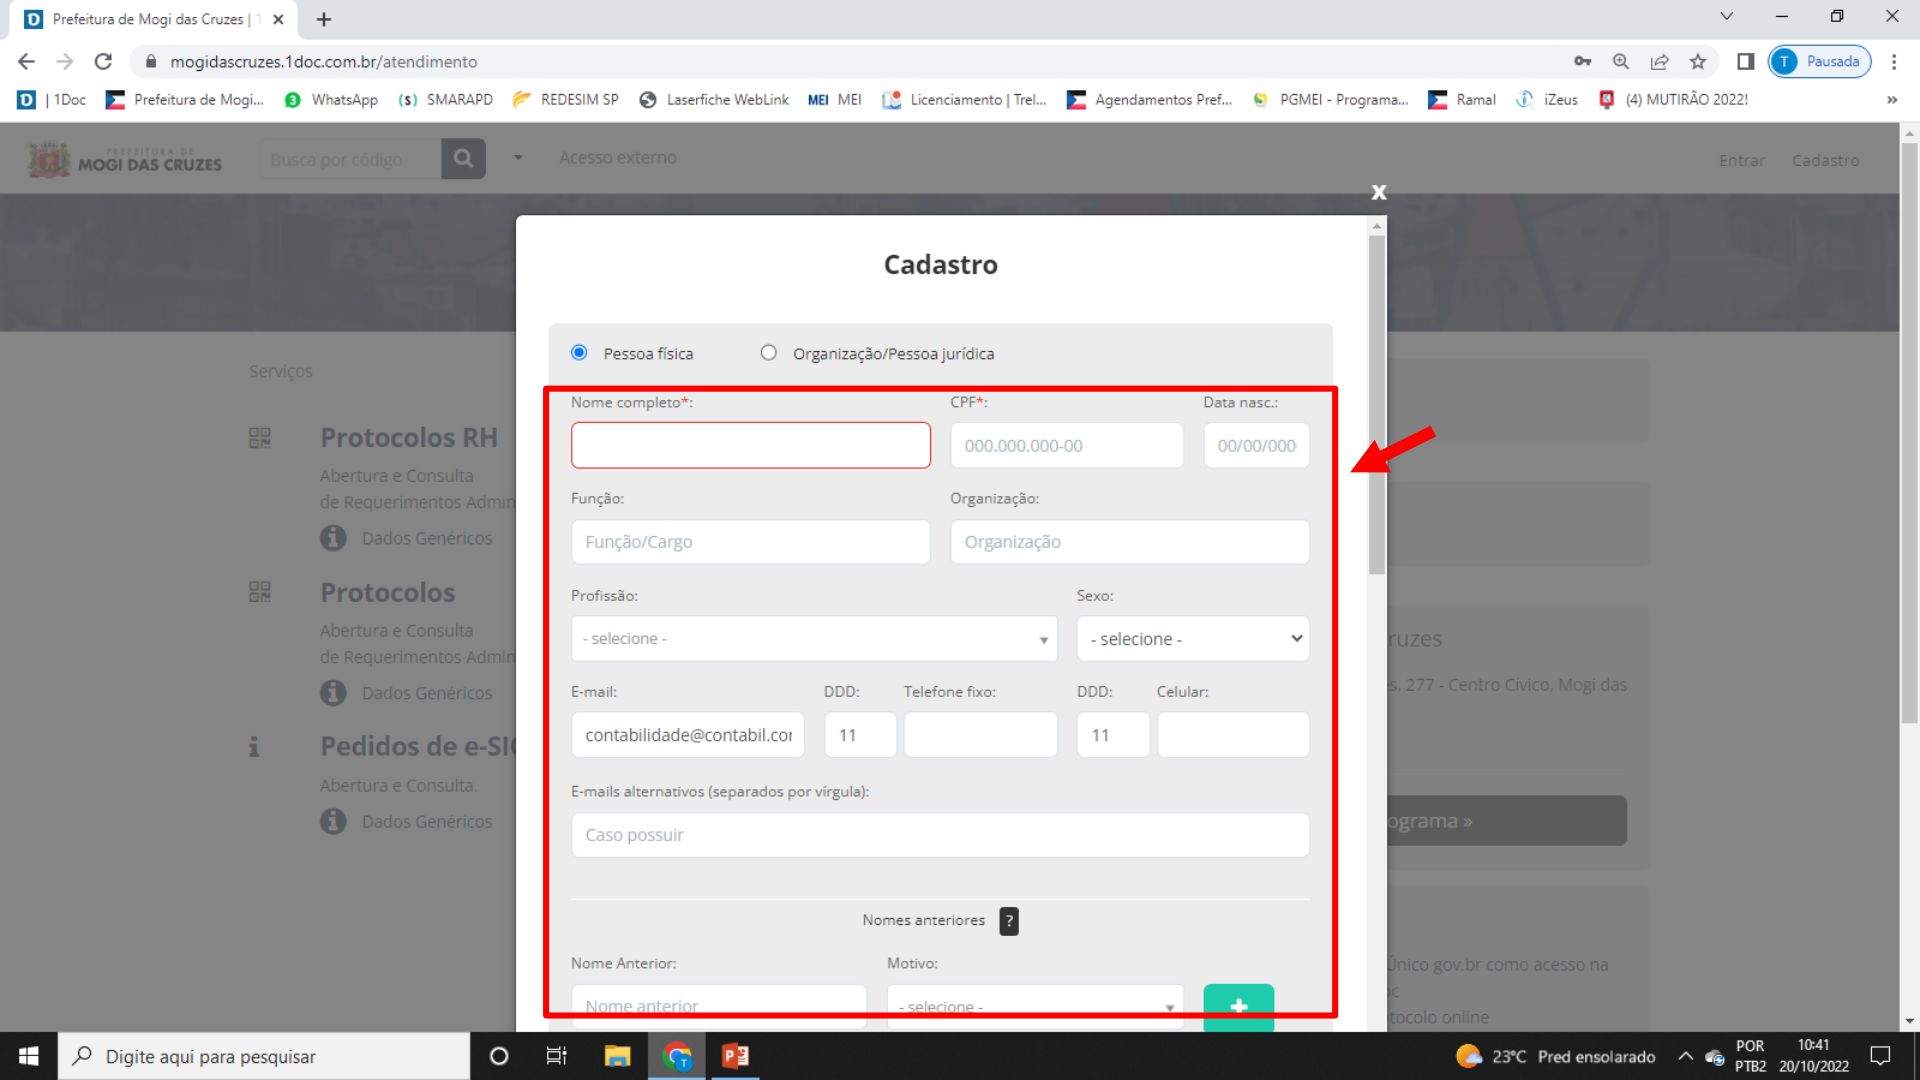 Prefeitura de Mogi das Cruzes | 1
mogidascruzes.1doc.com.br/atendimento
Pausada
| 1Doc
Prefeitura de Mogi...
WhatsApp
SMARAPD
REDESIM SP
Laserfiche WebLink
MEI MEI
Licenciamento | Trel...
Agendamentos Pref...
PGMEI - Programa...
Ramal
iZeus
(4) MUTIRÃO 2022!
»
PREFEITURA DE
MOGI DAS CRUZES
Busca por código
Acesso externo
Entrar
Cadastro
x
Cadastro
Pessoa física
Organização/Pessoa jurídica
Serviços
Nome completo*:
CPF*:
Data nasc.:
000.000.000-00
00/00/000
Protocolos RH
Abertura e Consulta
de Requerimentos Admin
Dados Genéricos
Função:
Organização:
Função/Cargo
Organização
Protocolos
Abertura e Consulta
de Requerimentos Admin
Dados Genéricos
Profissão:
Sexo:
- selecione -
- selecione -
ruzes
s, 277 - Centro Cívico, Mogi das
E-mail:
DDD:
Telefone fixo:
DDD:
Celular:
contabilidade@contabil.cor
11
11
Pedidos de e-SIC
Abertura e Consulta.
Dados Genéricos
E-mails alternativos (separados por vírgula):
Caso possuir
ograma »
Nomes anteriores ?
Nome Anterior:
Motivo:
Nome anterior
- selecione -
+
Único gov.br como acesso na
oc
tocolo online
Digite aqui para pesquisar
23°C Pred ensolarado
POR
PTB2
10:41
20/10/2022